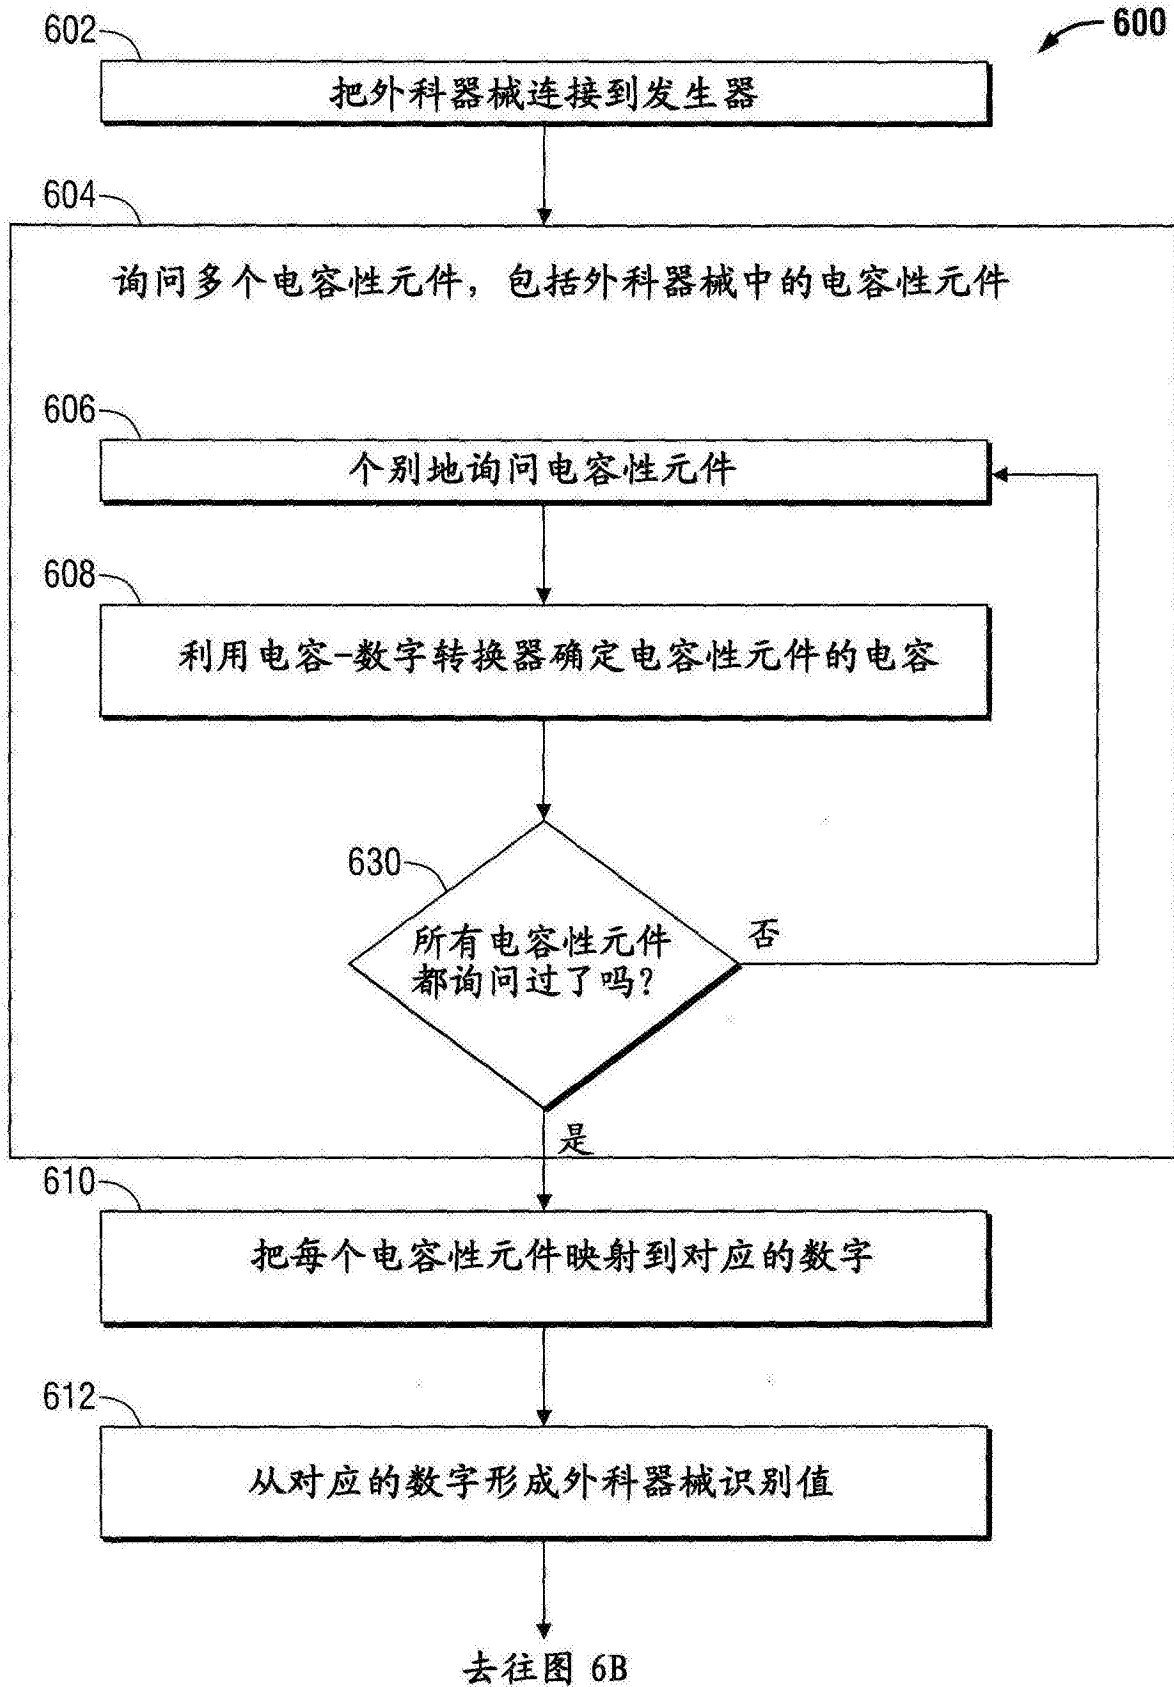 600
602
把外科器械连接到发生器
604
询问多个电容性元件，包括外科器械中的电容性元件
606
个别地询问电容性元件
608
利用电容-数字转换器确定电容性元件的电容
630
所有电容性元件
都询问过了吗？
否
是
610
把每个电容性元件映射到对应的数字
612
从对应的数字形成外科器械识别值
去往图 6B